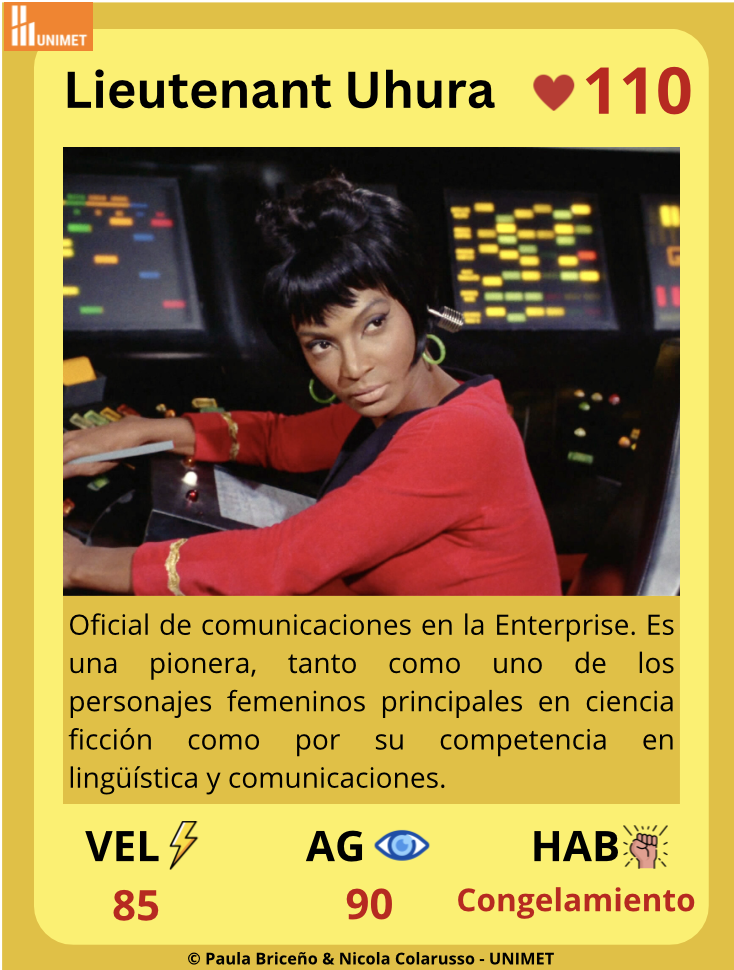 UNIMET
Lieutenant Uhura 110
Oficial de comunicaciones en la Enterprise. Es
una pionera, tanto como uno de los
personajes femeninos principales en ciencia
ficción como por su competencia en
lingüística y comunicaciones.
VEL AG HAB
85 90 Congelamiento
© Paula Briceño & Nicola Colarusso - UNIMET